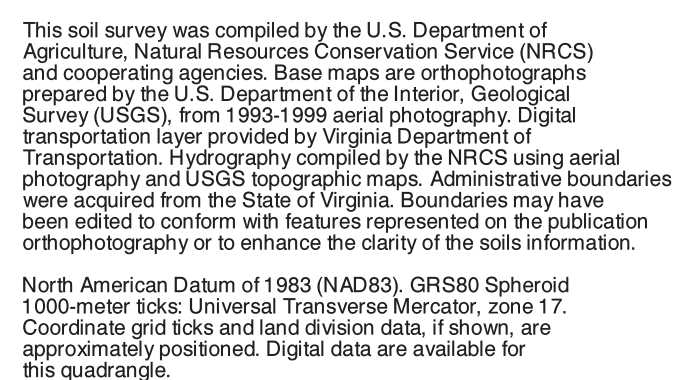 This soil survey was compiled by the U.S. Department of
Agriculture, Natural Resources Conservation Service (NRCS)
and cooperating agencies. Base maps are orthophotographs
prepared by the U.S. Department of the Interior, Geological
Survey (USGS), from 1993-1999 aerial photography. Digital
transportation layer provided by Virginia Department of
Transportation. Hydrography compiled by the NRCS using aerial
photography and USGS topographic maps. Administrative boundaries
were acquired from the State of Virginia. Boundaries may have
been edited to conform with features represented on the publication
orthophotography or to enhance the clarity of the soils information.

North American Datum of 1983 (NAD83). GRS80 Spheroid
1000-meter ticks: Universal Transverse Mercator, zone 17.
Coordinate grid ticks and land division data, if shown, are
approximately positioned. Digital data are available for
this quadrangle.